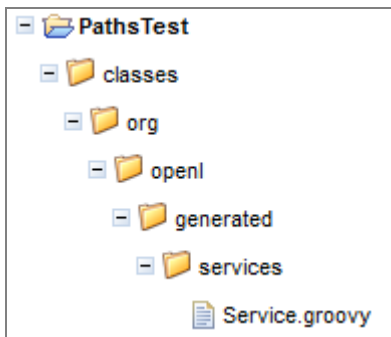 PathsTest
classes
org
openl
generated
services
Service.groovy